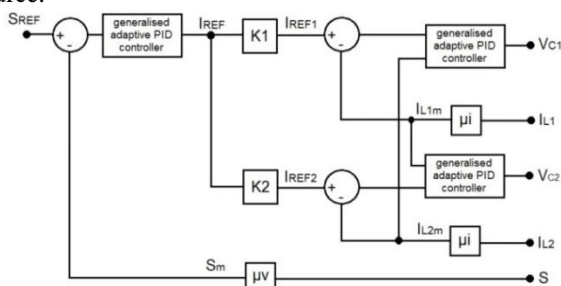 SREF
+
-
generalised
adaptive PID
controller
IREF
K1
IREF1
+
-
generalised
adaptive PID
controller
VC1
IL1m
µi
IL1
generalised
adaptive PID
controller
VC2
K2
IREF2
+
-
IL2m
µi
IL2
Sm
µv
S